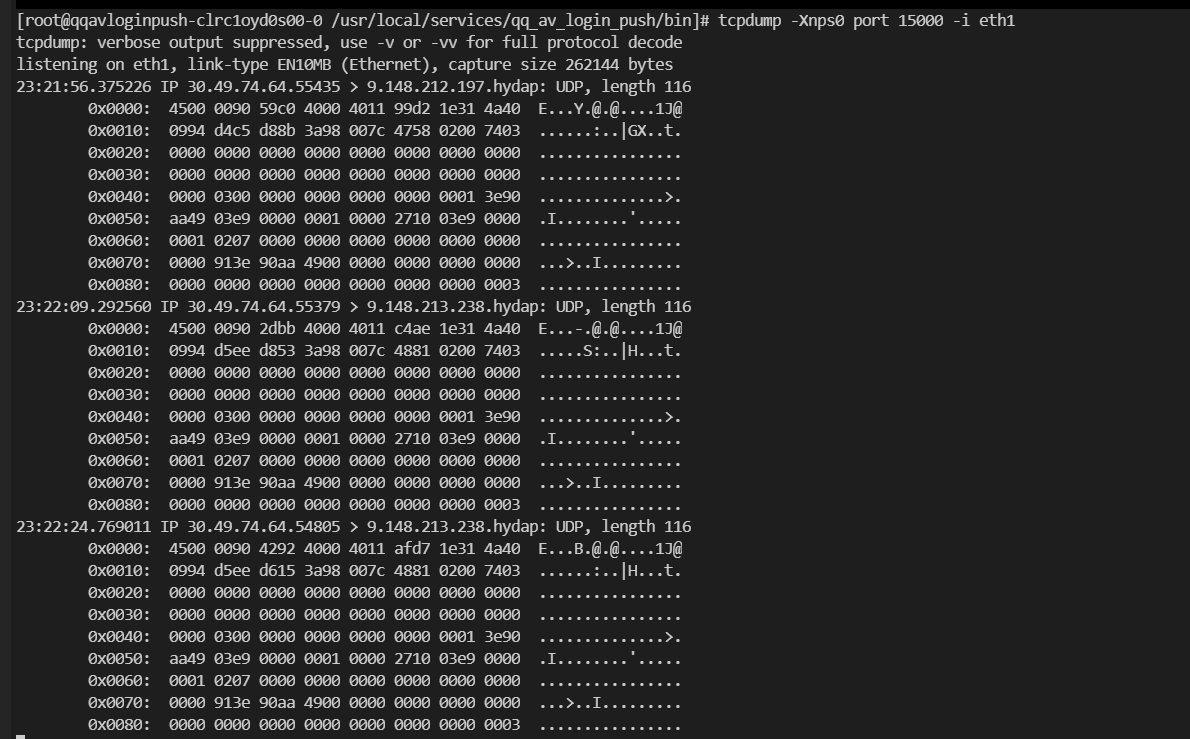 [root@qqavloginpush-clrc1oyd0s00-0 /usr/local/services/qq_av_login_push/bin]# tcpdump -Xnps0 port 15000 -i eth1
tcpdump: verbose output suppressed, use -v or -vv for full protocol decode
listening on eth1, link-type EN10MB (Ethernet), capture size 262144 bytes
23:21:56.375226 IP 30.49.74.64.55435 > 9.148.212.197.hydap: UDP, length 116
0x0000:  4500 0090 59c0 4000 4011 99d2 1e31 4a40  E...Y.@.@....1J@
0x0010:  0994 d4c5 d88b 3a98 007c 4758 0200 7403  ......:..|GX..t.
0x0020:  0000 0000 0000 0000 0000 0000 0000 0000  ................
0x0030:  0000 0000 0000 0000 0000 0000 0000 0000  ................
0x0040:  0000 0300 0000 0000 0000 0000 0001 3e90  ..............>.
0x0050:  aa49 03e9 0000 0001 0000 2710 03e9 0000  .I........'.....
0x0060:  0001 0207 0000 0000 0000 0000 0000 0000  ................
0x0070:  0000 913e 90aa 4900 0000 0000 0000 0000  ...>..I.........
0x0080:  0000 0000 0000 0000 0000 0000 0000 0003  ................
23:22:09.292560 IP 30.49.74.64.55379 > 9.148.213.238.hydap: UDP, length 116
0x0000:  4500 0090 2dbb 4000 4011 c4ae 1e31 4a40  E...-.@.@....1J@
0x0010:  0994 d5ee d853 3a98 007c 4881 0200 7403  .....S:..|H...t.
0x0020:  0000 0000 0000 0000 0000 0000 0000 0000  ................
0x0030:  0000 0000 0000 0000 0000 0000 0000 0000  ................
0x0040:  0000 0300 0000 0000 0000 0000 0001 3e90  ..............>.
0x0050:  aa49 03e9 0000 0001 0000 2710 03e9 0000  .I........'.....
0x0060:  0001 0207 0000 0000 0000 0000 0000 0000  ................
0x0070:  0000 913e 90aa 4900 0000 0000 0000 0000  ...>..I.........
0x0080:  0000 0000 0000 0000 0000 0000 0000 0003  ................
23:22:24.769011 IP 30.49.74.64.54805 > 9.148.213.238.hydap: UDP, length 116
0x0000:  4500 0090 4292 4000 4011 afd7 1e31 4a40  E...B.@.@....1J@
0x0010:  0994 d5ee d615 3a98 007c 4881 0200 7403  ......:..|H...t.
0x0020:  0000 0000 0000 0000 0000 0000 0000 0000  ................
0x0030:  0000 0000 0000 0000 0000 0000 0000 0000  ................
0x0040:  0000 0300 0000 0000 0000 0000 0001 3e90  ..............>.
0x0050:  aa49 03e9 0000 0001 0000 2710 03e9 0000  .I........'.....
0x0060:  0001 0207 0000 0000 0000 0000 0000 0000  ................
0x0070:  0000 913e 90aa 4900 0000 0000 0000 0000  ...>..I.........
0x0080:  0000 0000 0000 0000 0000 0000 0000 0003  ................